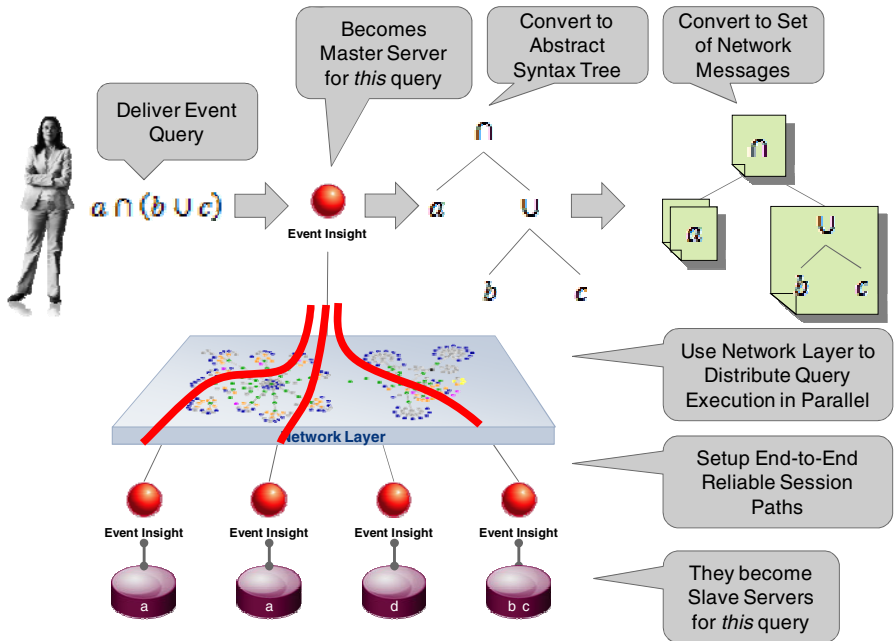 Becomes
Master Server
for this query
Convert to
Abstract
Syntax Tree
Convert to Set
of Network
Messages
Deliver Event
Query
a ∩ (b ∪ c)
Event Insight
∩
a
∪
b
c
∩
a
∪
b
c
Use Network Layer to
Distribute Query
Execution in Parallel
Network Layer
Setup End-to-End
Reliable Session
Paths
Event Insight
Event Insight
Event Insight
Event Insight
a
a
d
b c
They become
Slave Servers
for this query